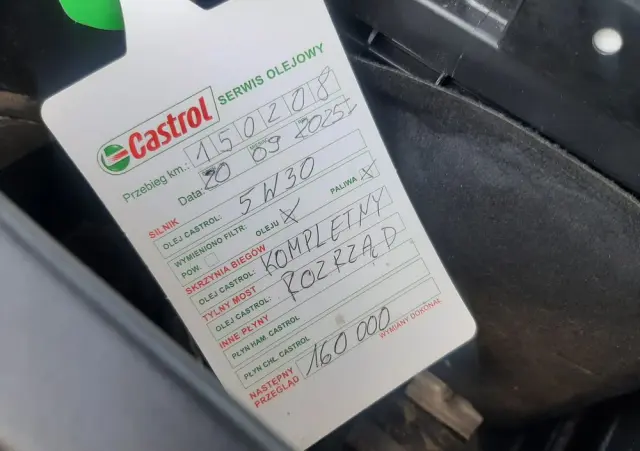 Castrol SERWIS OLEJOWY
Przebieg km.: 150208
Data: 20 09 2025r
SILNIK
OLEJ CASTROL: 5W30
WYMIENIONO FILTR: OLEJU X PALIWA X
POW.
SKRZYNIA BIEGÓW
OLEJ CASTROL: KOMPLETNY
TYLNY MOST
OLEJ CASTROL: ROZRZĄD
INNE PŁYNY
PŁYN HAM. CASTROL
PŁYN CHŁ. CASTROL
NASTĘPNY PRZEGLĄD 160 000
WYMIANY DOKONAŁ